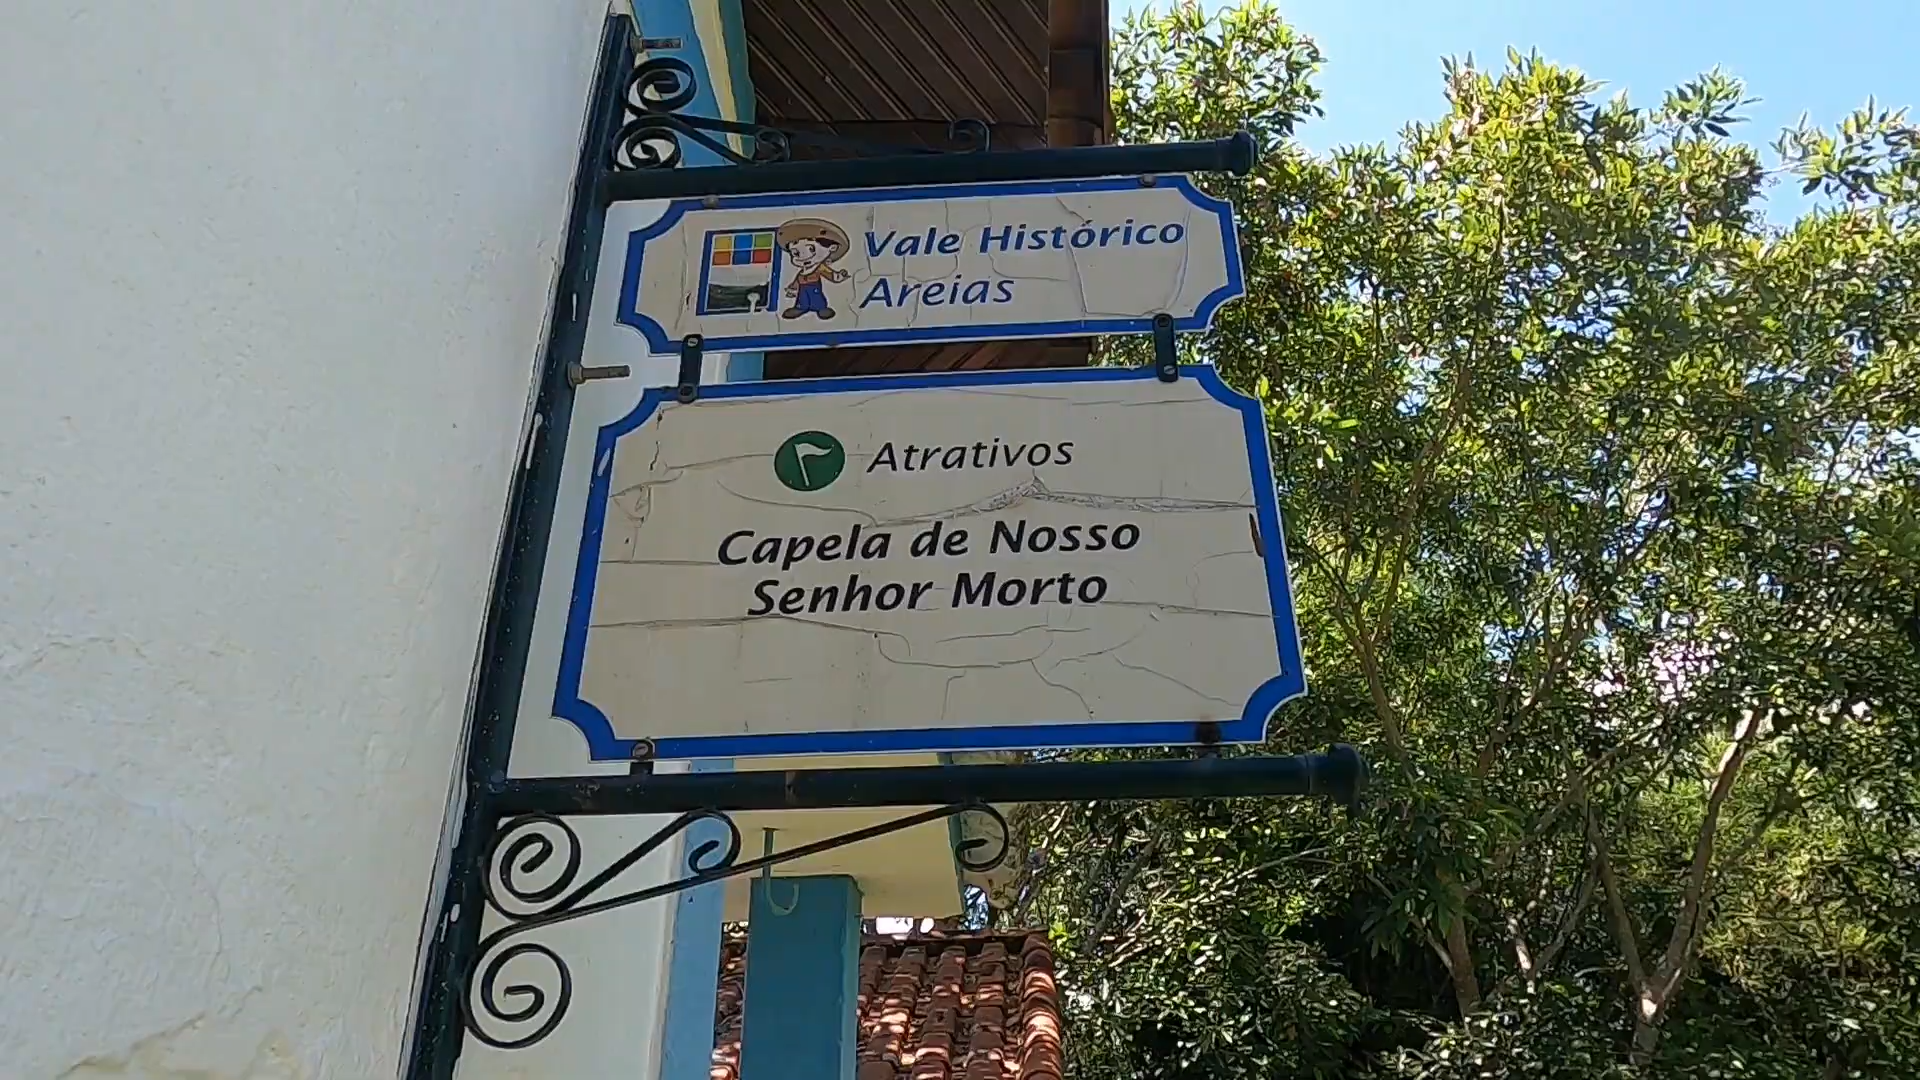 Vale Histórico
Areias
Atrativos
Capela de Nosso
Senhor Morto